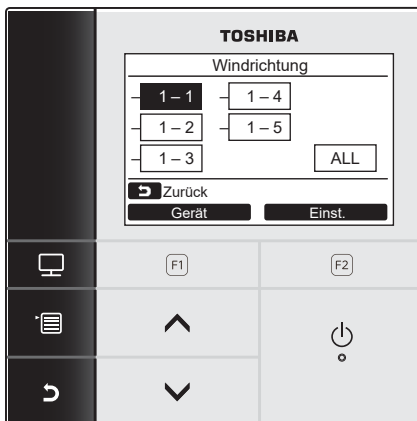 TOSHIBA
Windrichtung
1 – 1
1 – 4
1 – 2
1 – 5
1 – 3
ALL
Zurück
Gerät
Einst.
F1
F2